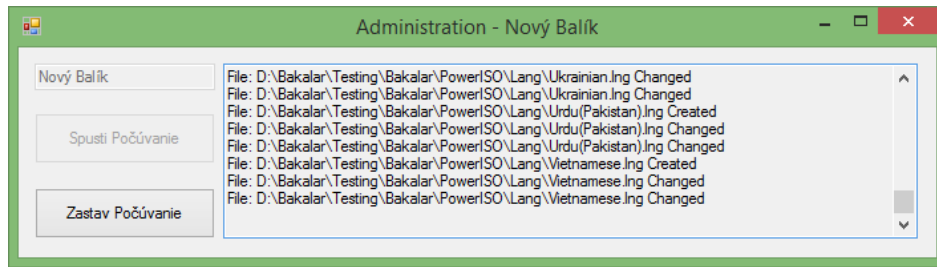 Administration - Nový Balík
Nový Balík
Spusti Počúvanie
Zastav Počúvanie
File: D:\Bakalar\Testing\Bakalar\PowerISO\Lang\Ukrainian.lng Changed
File: D:\Bakalar\Testing\Bakalar\PowerISO\Lang\Ukrainian.lng Changed
File: D:\Bakalar\Testing\Bakalar\PowerISO\Lang\Urdu(Pakistan).lng Created
File: D:\Bakalar\Testing\Bakalar\PowerISO\Lang\Urdu(Pakistan).lng Changed
File: D:\Bakalar\Testing\Bakalar\PowerISO\Lang\Urdu(Pakistan).lng Changed
File: D:\Bakalar\Testing\Bakalar\PowerISO\Lang\Vietnamese.lng Created
File: D:\Bakalar\Testing\Bakalar\PowerISO\Lang\Vietnamese.lng Changed
File: D:\Bakalar\Testing\Bakalar\PowerISO\Lang\Vietnamese.lng Changed